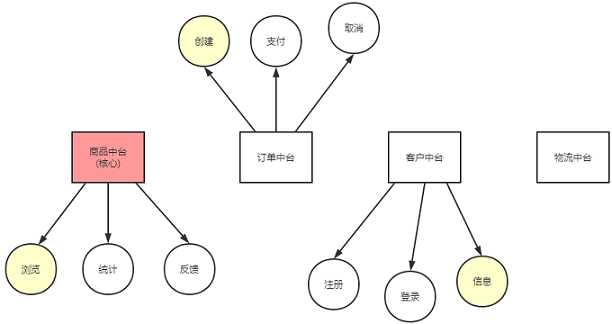 创建
支付
取消
商品中台
(核心)
订单中台
客户中台
物流中台
浏览
统计
反馈
注册
登录
信息